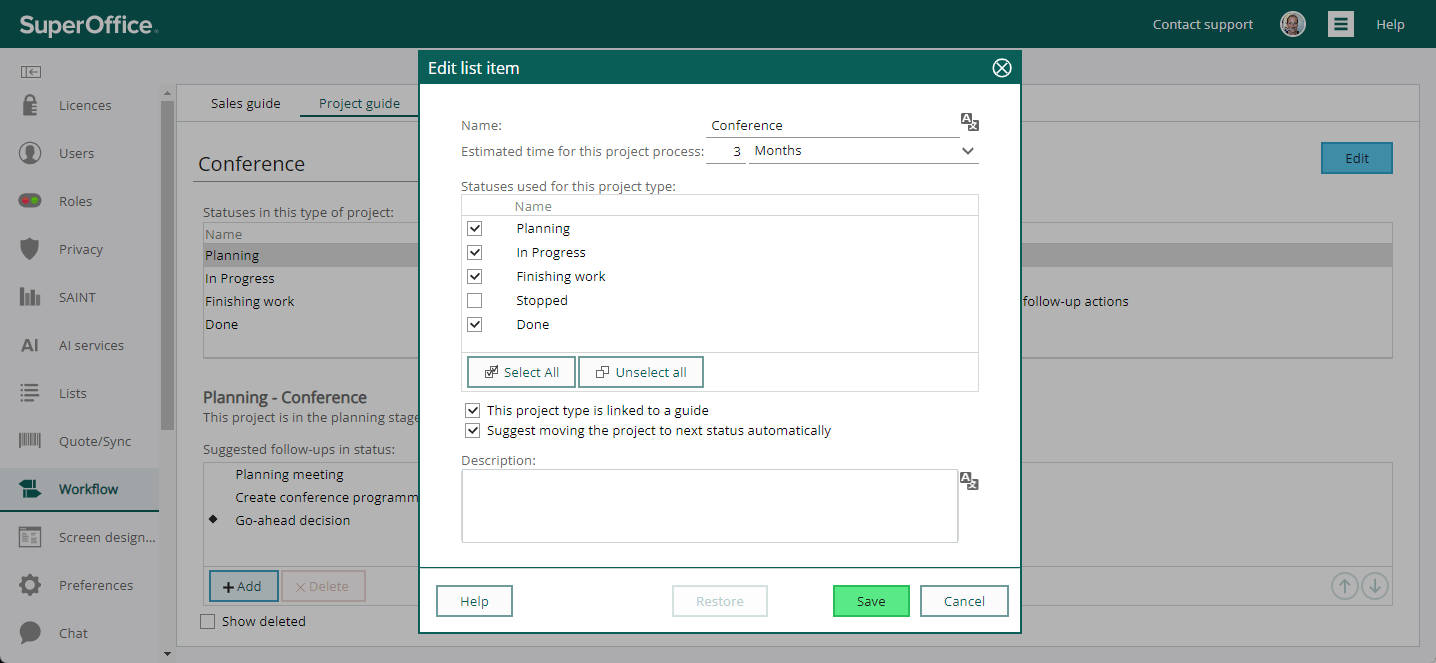 SuperOffice
Contact support
Help
Licences
Users
Roles
Privacy
SAINT
AI
AI services
Lists
Quote/Sync
Workflow
Screen design...
Preferences
Chat
Sales guide
Project guide
Conference
Edit
Statuses in this type of project:
Name
Planning
In Progress
Finishing work
follow-up actions
Done
Planning - Conference
This project is in the planning stage
Suggested follow-ups in status:
Planning meeting
Create conference programm
Go-ahead decision
Add
Delete
Show deleted
Edit list item
Name:
Conference
Estimated time for this project process:
3
Months
Statuses used for this project type:
Name
Planning
In Progress
Finishing work
Stopped
Done
Select All
Unselect all
This project type is linked to a guide
Suggest moving the project to next status automatically
Description:
Help
Restore
Save
Cancel